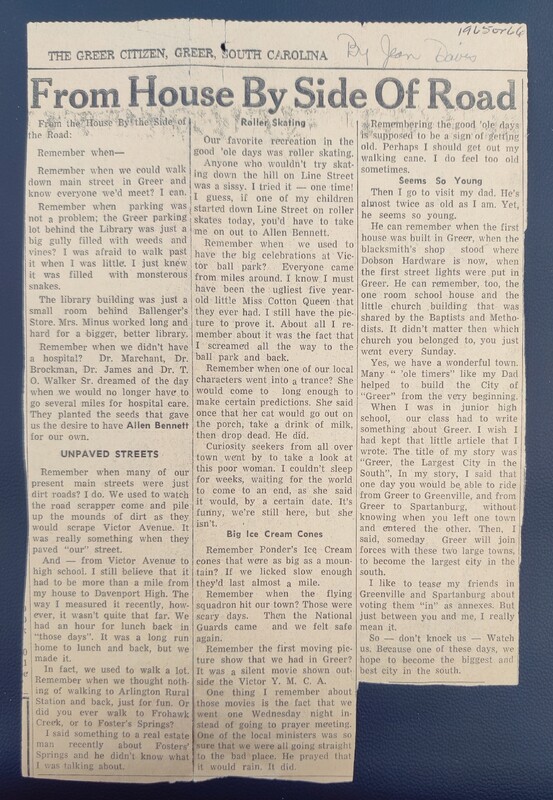 1965 or 66
THE GREER CITIZEN, GREER, SOUTH CAROLINA
By Jean Davis
From House By Side Of Road
From the House By the Side of
the Road:
Remember when—
Remember when we could walk
down main street in Greer and
know everyone we'd meet? I can.
Remember when parking was
not a problem; the Greer parking
lot behind the Library was just a
big gully filled with weeds and
vines? I was afraid to walk past
it when I was little. I just knew
it was filled with monsterous
snakes.
The library building was just a
small room behind Ballenger's
Store. Mrs. Minus worked long and
hard for a bigger, better library.
Remember when we didn't have
a hospital? Dr. Marchant, Dr.
Brockman, Dr. James and Dr. T.
O. Walker Sr. dreamed of the day
when we would no longer have to
go several miles for hospital care.
They planted the seeds that gave
us the desire to have Allen Bennett
for our own.
UNPAVED STREETS
Remember when many of our
present main streets were just
dirt roads? I do. We used to watch
the road scrapper come and pile
up the mounds of dirt as they
would scrape Victor Avenue. It
was really something when they
paved "our" street.
And — from Victor Avenue to
high school. I still believe that it
had to be more than a mile from
my house to Davenport High. The
way I measured it recently, how-
ever, it wasn't quite that far. We
had an hour for lunch back in
"those days". It was a long run
home to lunch and back, but we
made it.
In fact, we used to walk a lot.
Remember when we thought noth-
ing of walking to Arlington Rural
Station and back, just for fun. Or
did you ever walk to Frohawk
Creek, or to Foster's Springs?
I said something to a real estate
man recently about Fosters'
Springs and he didn't know what
I was talking about.
Roller Skating
Our favorite recreation in the
good 'ole days was roller skating.
Anyone who wouldn't try skat-
ing down the hill on Line Street
was a sissy. I tried it — one time!
I guess, if one of my children
started down Line Street on roller
skates today, you'd have to take
me on out to Allen Bennett.
Remember when we used to
have the big celebrations at Vic-
tor ball park? Everyone came
from miles around. I know I must
have been the ugliest five year-
old little Miss Cotton Queen that
they ever had. I still have the pic-
ture to prove it. About all I re-
member about it was the fact that
I screamed all the way to the
ball park and back.
Remember when one of our local
characters went into a trance? She
would come to long enough to
make certain predictions. She said
once that her cat would go out on
the porch, take a drink of milk,
then drop dead. He did.
Curiosity seekers from all over
town went by to take a look at
this poor woman. I couldn't sleep
for weeks, waiting for the world
to come to an end, as she said
it would, by a certain date. It's
funny, we're still here, but she
isn't.
Big Ice Cream Cones
Remember Ponder's Ice Cream
cones that were as big as a moun-
tain? If we licked slow enough
they'd last almost a mile.
Remember when the flying
squadron hit our town? Those were
scary days. Then the National
Guards came and we felt safe
again.
Remember the first moving pic-
ture show that we had in Greer?
It was a silent movie shown out-
side the Victor Y. M. C. A.
One thing I remember about
those movies is the fact that we
went one Wednesday night in-
stead of going to prayer meeting.
One of the local ministers was so
sure that we were all going straight
to the bad place. He prayed that
it would rain. It did.
Remembering the good 'ole days
is supposed to be a sign of getting
old. Perhaps I should get out my
walking cane. I do feel too old
sometimes.
Seems So Young
Then I go to visit my dad. He's
almost twice as old as I am. Yet,
he seems so young.
He can remember when the first
house was built in Greer, when the
blacksmith's shop stood where
Dobson Hardware is now, when
the first street lights were put in
Greer. He can remember, too, the
one room school house and the
little church building that was
shared by the Baptists and Metho-
dists. It didn't matter then which
church you belonged to, you just
went every Sunday.
Yes, we have a wonderful town.
Many " 'ole timers" like my Dad
helped to build the City of
"Greer" from the very beginning.
When I was in junior high
school, our class had to write
something about Greer. I wish I
had kept that little article that I
wrote. The title of my story was
"Greer, the Largest City in the
South". In my story, I said that
one day you would be able to ride
from Greer to Greenville, and from
Greer to Spartanburg, without
knowing when you left one town
and entered the other. Then, I
said, someday Greer will join
forces with these two large towns,
to become the largest city in the
south.
I like to tease my friends in
Greenville and Spartanburg about
voting them "in" as annexes. But
just between you and me, I really
mean it.
So — don't knock us — Watch
us. Because one of these days, we
hope to become the biggest and
best city in the south.